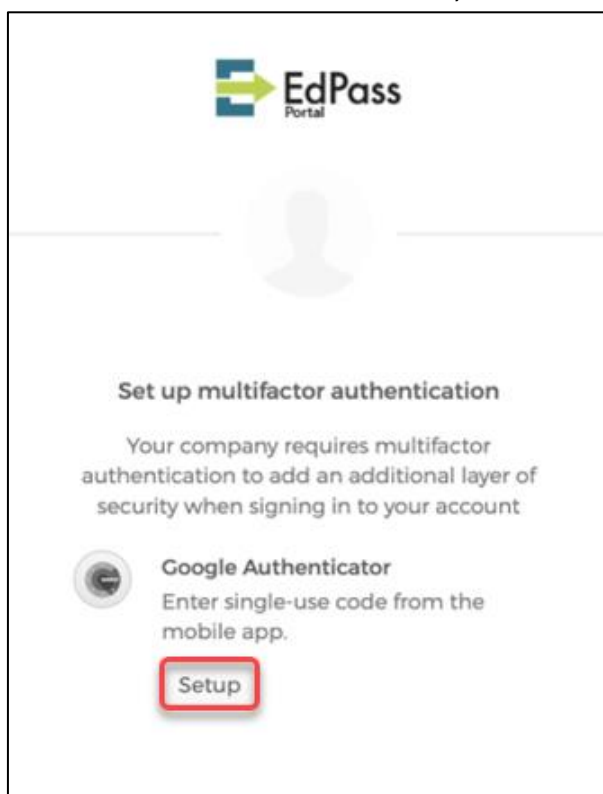 EdPass
Portal
Set up multifactor authentication
Your company requires multifactor
authentication to add an additional layer of
security when signing in to your account
Google Authenticator
Enter single-use code from the
mobile app.
Setup